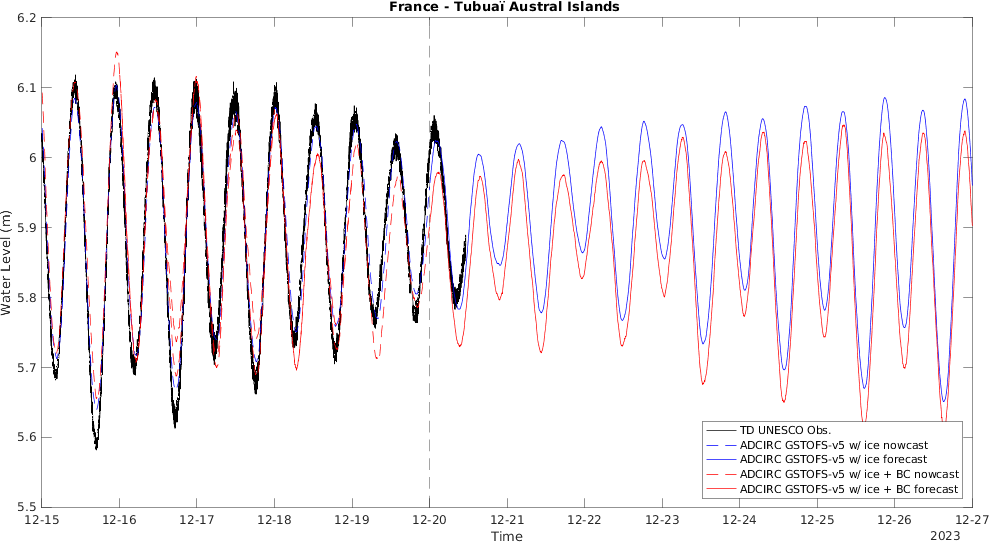 France - Tubuaï Austral Islands
Water Level (m)
6.2
6.1
6
5.9
5.8
5.7
5.6
5.5
TD UNESCO Obs.
ADCIRC GSTOFS-v5 w/ ice nowcast
ADCIRC GSTOFS-v5 w/ ice forecast
ADCIRC GSTOFS-v5 w/ ice + BC nowcast
ADCIRC GSTOFS-v5 w/ ice + BC forecast
12-15 12-16 12-17 12-18 12-19 12-20 12-21 12-22 12-23 12-24 12-25 12-26 12-27
Time
2023